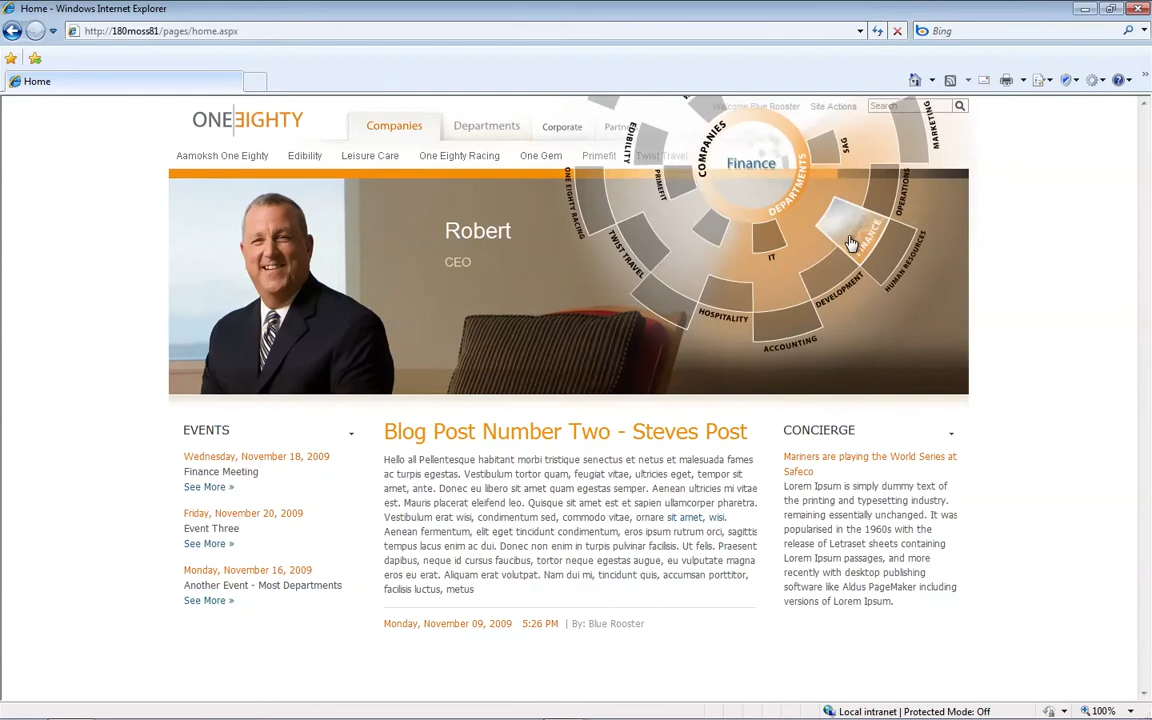 Home - Windows Internet Explorer
http://180moss81/pages/home.aspx
Bing
Home
Welcome Blue Rooster
Site Actions
Search
ONEEIGHTY
Companies
Departments
Corporate
Aamoksh One Eighty
Edibility
Leisure Care
One Eighty Racing
One Gem
Primefit
Twist Travel
COMPANIES
Finance
DEPARTMENTS
EDIBILITY
PRIMEFIT
ONE EIGHTY RACING
TWIST TRAVEL
HOSPITALITY
ACCOUNTING
DEVELOPMENT
HUMAN RESOURCES
FINANCE
OPERATIONS
MARKETING
SAG
IT
Robert
CEO
EVENTS
Wednesday, November 18, 2009
Finance Meeting
See More »
Friday, November 20, 2009
Event Three
See More »
Monday, November 16, 2009
Another Event - Most Departments
See More »
Blog Post Number Two - Steves Post
Hello all Pellentesque habitant morbi tristique senectus et netus et malesuada fames
ac turpis egestas. Vestibulum tortor quam, feugiat vitae, ultricies eget, tempor sit
amet, ante. Donec eu libero sit amet quam egestas semper. Aenean ultricies mi vitae
est. Mauris placerat eleifend leo. Quisque sit amet est et sapien ullamcorper pharetra.
Vestibulum erat wisi, condimentum sed, commodo vitae, ornare sit amet, wisi.
Aenean fermentum, elit eget tincidunt condimentum, eros ipsum rutrum orci, sagittis
tempus lacus enim ac dui. Donec non enim in turpis pulvinar facilisis. Ut felis. Praesent
dapibus, neque id cursus faucibus, tortor neque egestas augue, eu vulputate magna
eros eu erat. Aliquam erat volutpat. Nam dui mi, tincidunt quis, accumsan porttitor,
facilisis luctus, metus
Monday, November 09, 2009 5:26 PM | By: Blue Rooster
CONCIERGE
Mariners are playing the World Series at
Safeco
Lorem Ipsum is simply dummy text of
the printing and typesetting industry.
remaining essentially unchanged. It was
popularised in the 1960s with the
release of Letraset sheets containing
Lorem Ipsum passages, and more
recently with desktop publishing
software like Aldus PageMaker including
versions of Lorem Ipsum.
Local intranet | Protected Mode: Off
100%